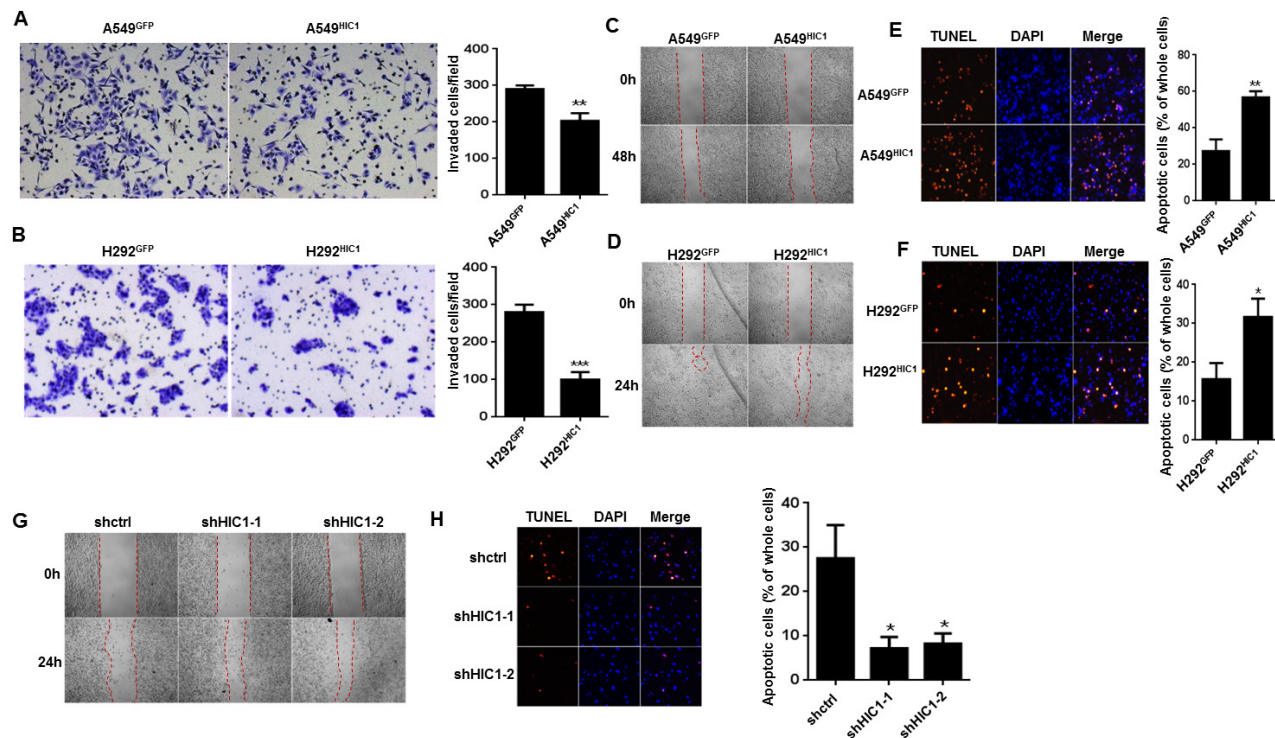 A
A549GFP
A549HIC1
Invaded cells/field
400
300
200
100
0
**
A549GFP
A549HIC1
B
H292GFP
H292HIC1
Invaded cells/field
400
300
200
100
0
***
H292GFP
H292HIC1
C
A549GFP
A549HIC1
0h
48h
D
H292GFP
H292HIC1
0h
24h
E
TUNEL
DAPI
Merge
A549GFP
A549HIC1
Apoptotic cells (% of whole cells)
80
60
40
20
0
**
A549GFP
A549HIC1
F
TUNEL
DAPI
Merge
H292GFP
H292HIC1
Apoptotic cells (% of whole cells)
40
30
20
10
0
*
H292GFP
H292HIC1
G
shctrl
shHIC1-1
shHIC1-2
0h
24h
H
TUNEL
DAPI
Merge
shctrl
shHIC1-1
shHIC1-2
Apoptotic cells (% of whole cells)
40
30
20
10
0
*
*
shctrl
shHIC1-1
shHIC1-2